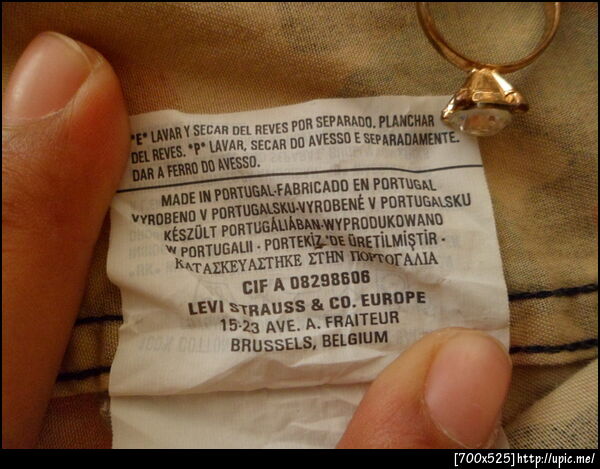 *E* LAVAR Y SECAR DEL REVES POR SEPARADO, PLANCHAR
DEL REVES. *P* LAVAR, SECAR DO AVESSO E SEPARADAMENTE.
DAR A FERRO DO AVESSO.
MADE IN PORTUGAL-FABRICADO EN PORTUGAL
VYROBENO V PORTUGALSKU-VYROBENÉ V PORTUGALSKU
KÉSZÜLT PORTUGÁLIÁBAN-WYPRODUKOWANO
W PORTUGALII - PORTEKİZ 'DE ÜRETİLMİŞTİR -
ΚΑΤΑΣΚΕΥΑΣΤΗΚΕ ΣΤΗΝ ΠΟΡΤΟΓΑΛΙΑ
CIF A 08298606
LEVI STRAUSS & CO. EUROPE
15-23 AVE. A. FRAITEUR
BRUSSELS, BELGIUM
[700x525]http://upic.me/